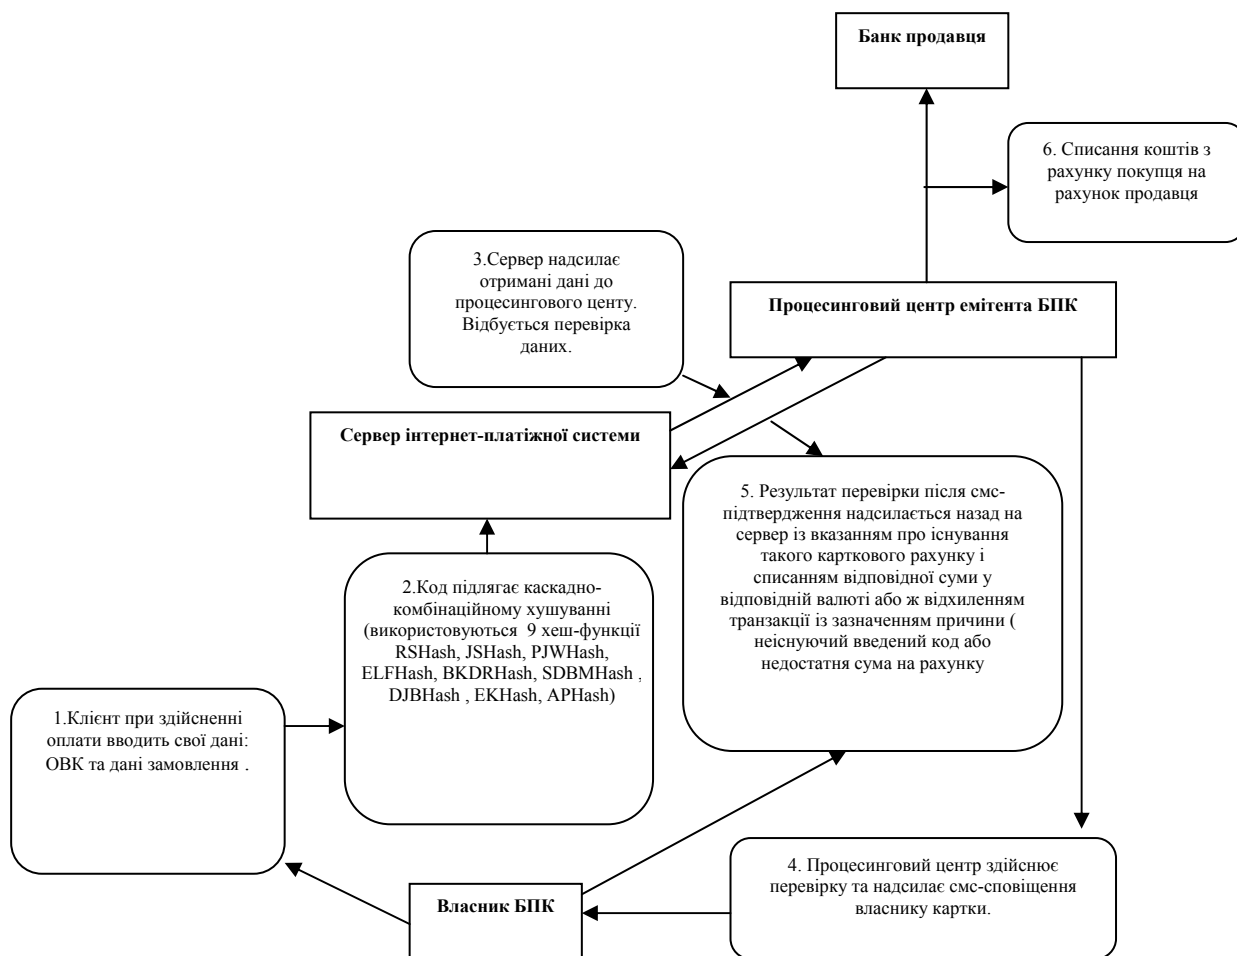 Банк продавця
6. Списання коштів з
рахунку покупця на
рахунок продавця
3.Сервер надсилає
отримані дані до
процесингового центу.
Відбується перевірка
даних.
Процесинговий центр емітента БПК
Сервер інтернет-платіжної системи
5. Результат перевірки після смс-
підтвердження надсилається назад на
сервер із вказанням про існування
такого карткового рахунку і
списанням відповідної суми у
відповідній валюті або ж відхиленням
транзакції із зазначенням причини (
неіснуючий введений код або
недостатня сума на рахунку
2.Код підлягає каскадно-
комбінаційному хушуванні
(використовуються 9 хеш-функції
RSHash, JSHash, PJWHash,
ELFHash, BKDRHash, SDBMHash ,
DJBHash , EKHash, APHash)
1.Клієнт при здійсненні
оплати вводить свої дані:
ОВК та дані замовлення .
4. Процесинговий центр здійснює
перевірку та надсилає смс-сповіщення
власнику картки.
Власник БПК